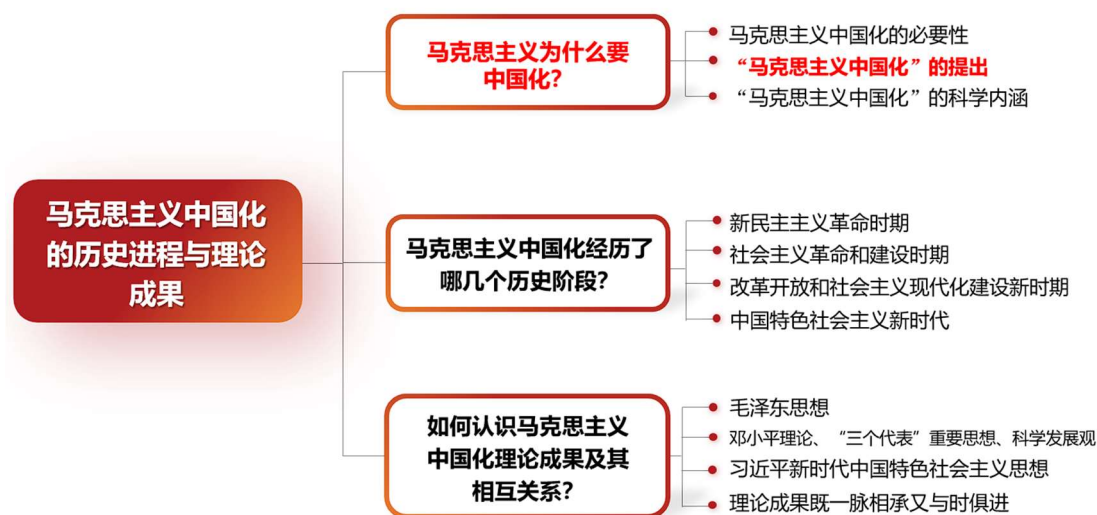 马克思主义中国化
的历史进程与理论
成果
马克思主义为什么要
中国化？
马克思主义中国化的必要性
“马克思主义中国化”的提出
“马克思主义中国化”的科学内涵
马克思主义中国化经历了
哪几个历史阶段？
新民主主义革命时期
社会主义革命和建设时期
改革开放和社会主义现代化建设新时期
中国特色社会主义新时代
如何认识马克思主义
中国化理论成果及其
相互关系？
毛泽东思想
邓小平理论、“三个代表”重要思想、科学发展观
习近平新时代中国特色社会主义思想
理论成果既一脉相承又与时俱进